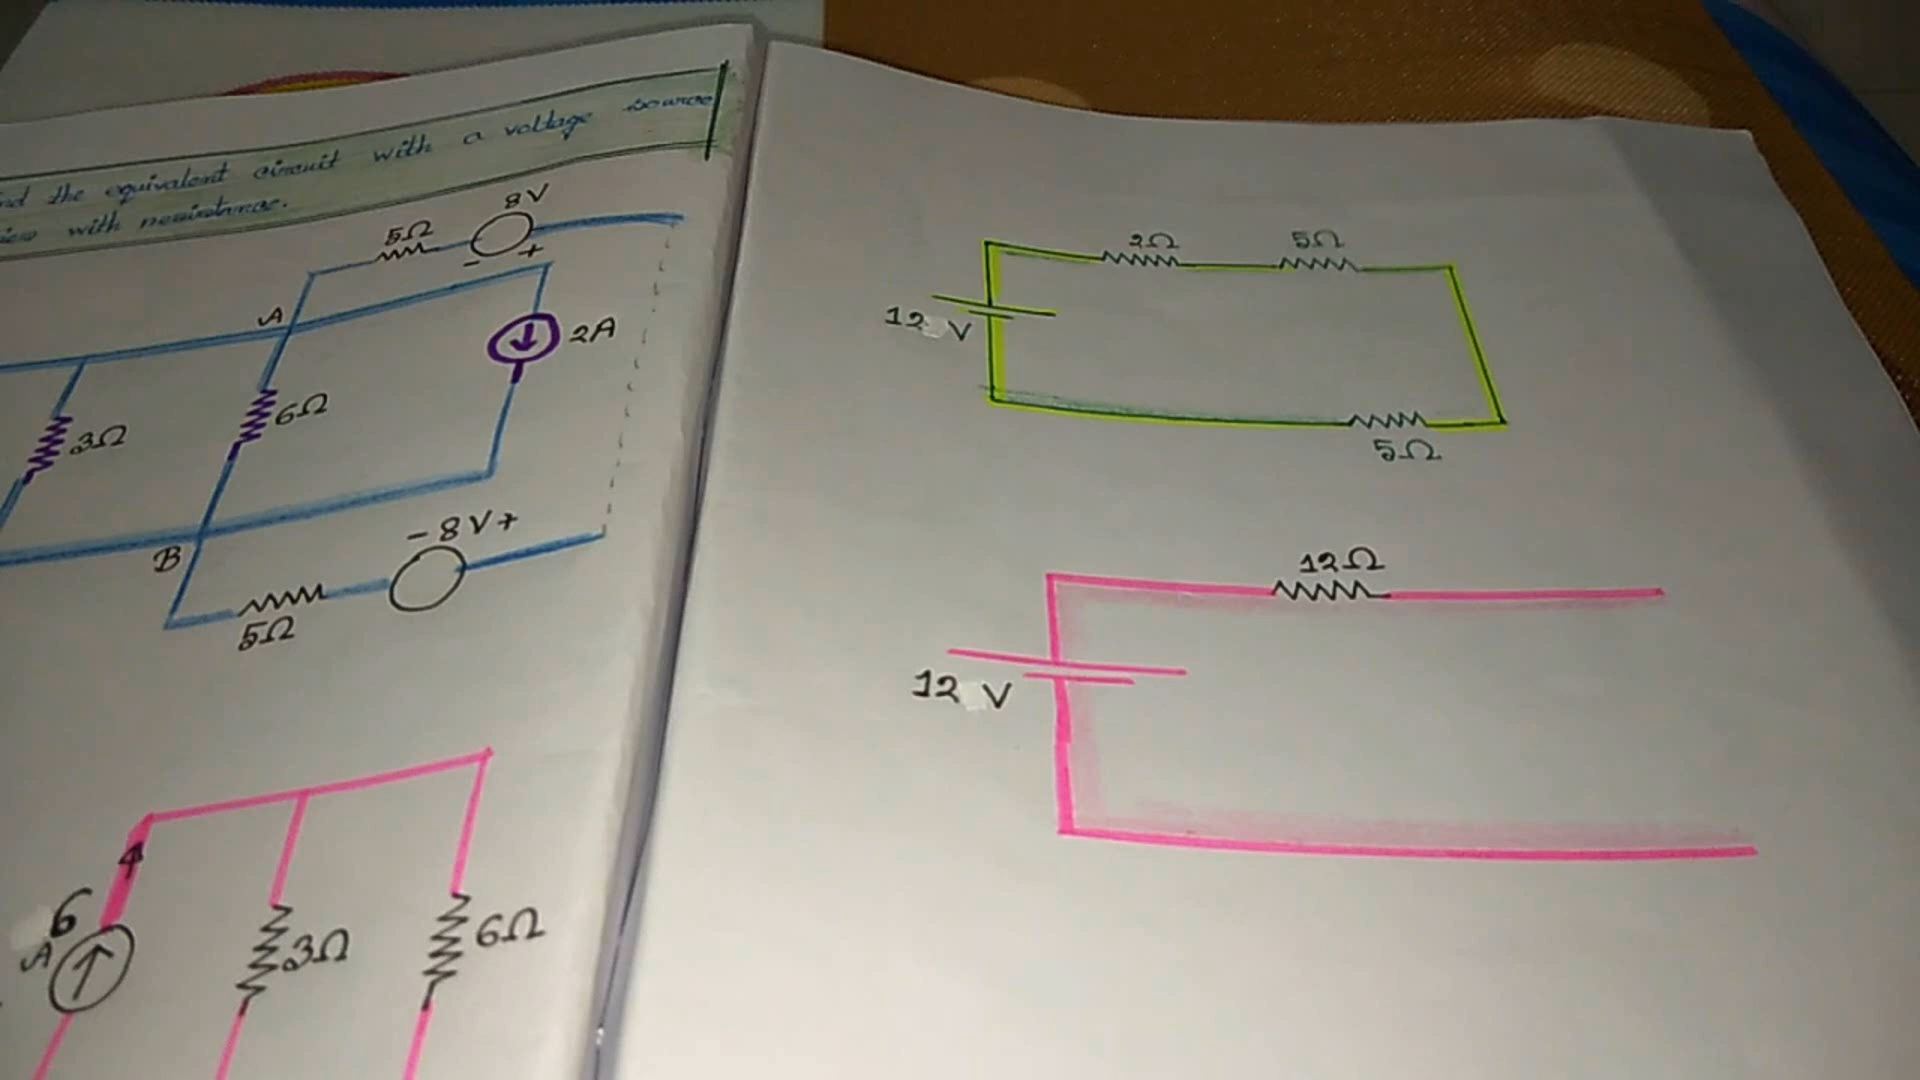 the equivalent circuit with a voltage source
with resistance.
5Ω
8V
-
+
A
2A
3Ω
6Ω
B
- 8V +
5Ω
6
A
3Ω
6Ω
2Ω
5Ω
12 V
5Ω
12Ω
12 V